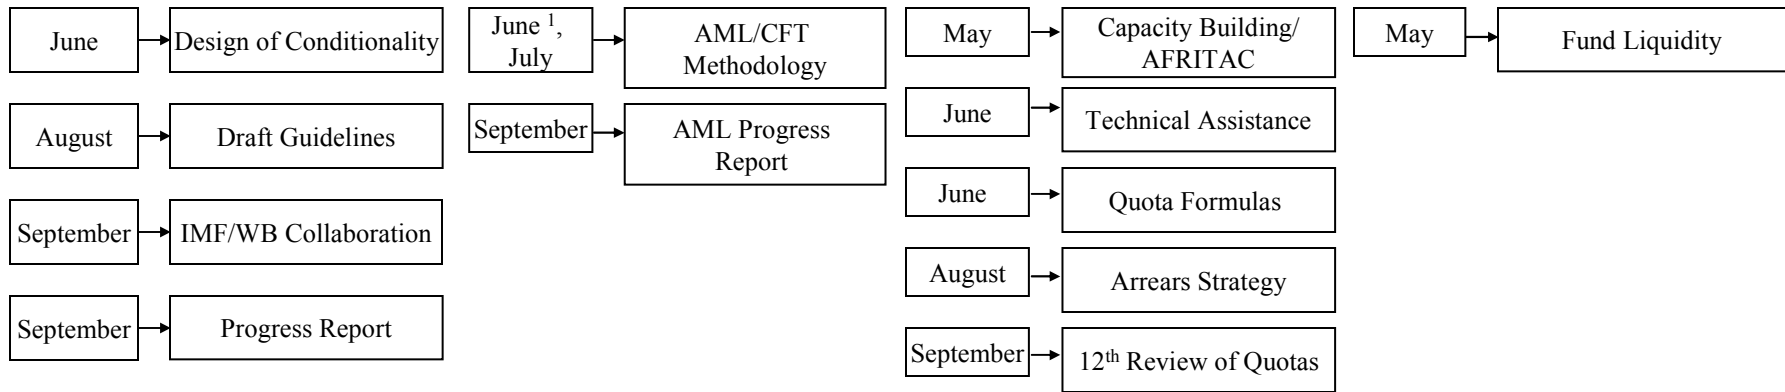 June
Design of Conditionality
August
Draft Guidelines
September
IMF/WB Collaboration
September
Progress Report
June 1,
July
AML/CFT
Methodology
September
AML Progress
Report
May
Capacity Building/
AFRITAC
June
Technical Assistance
June
Quota Formulas
August
Arrears Strategy
September
12th Review of Quotas
May
Fund Liquidity